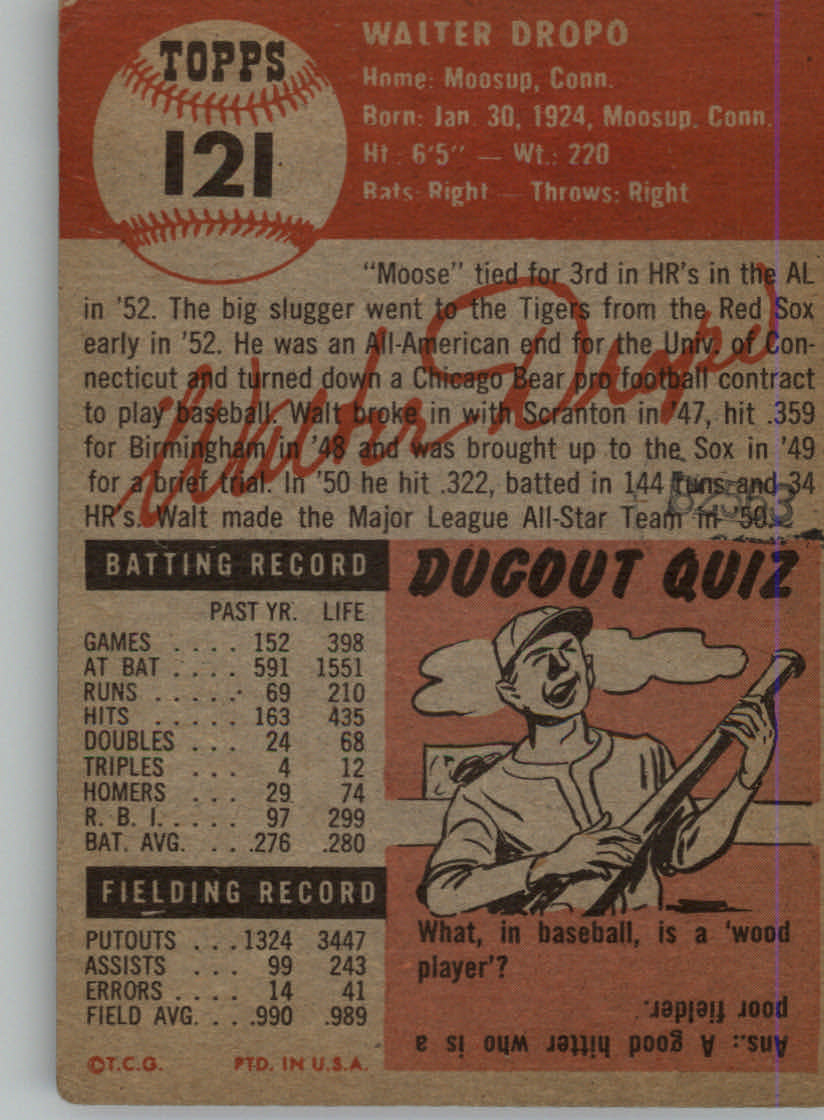 TOPPS
121
WALTER DROPO
Home: Moosup, Conn.
Born: Jan. 30, 1924, Moosup, Conn.
Ht.: 6'5" — Wt.: 220
Bats: Right — Throws: Right
"Moose" tied for 3rd in HR's in the AL
in '52. The big slugger went to the Tigers from the Red Sox
early in '52. He was an All-American end for the Univ. of Con-
necticut and turned down a Chicago Bear pro football contract
to play baseball. Walt broke in with Scranton in '47, hit .359
for Birmingham in '48 and was brought up to the Sox in '49
for a brief trial. In '50 he hit .322, batted in 144 runs and 34
HR's. Walt made the Major League All-Star Team in '50.
Walter Dropo
BATTING RECORD
PAST YR. LIFE
GAMES . . . . 152 398
AT BAT . . . . 591 1551
RUNS . . . . . 69 210
HITS . . . . . 163 435
DOUBLES . . . 24 68
TRIPLES . . . 4 12
HOMERS . . . 29 74
R. B. I. . . . . 97 299
BAT. AVG. . . .276 .280
FIELDING RECORD
PUTOUTS . . . 1324 3447
ASSISTS . . . 99 243
ERRORS . . . . 14 41
FIELD AVG. . . .990 .989
©T.C.G. PTD. IN U.S.A.
DUGOUT QUIZ
What, in baseball, is a 'wood
player'?
Ans.: A good hitter who is a
poor fielder.